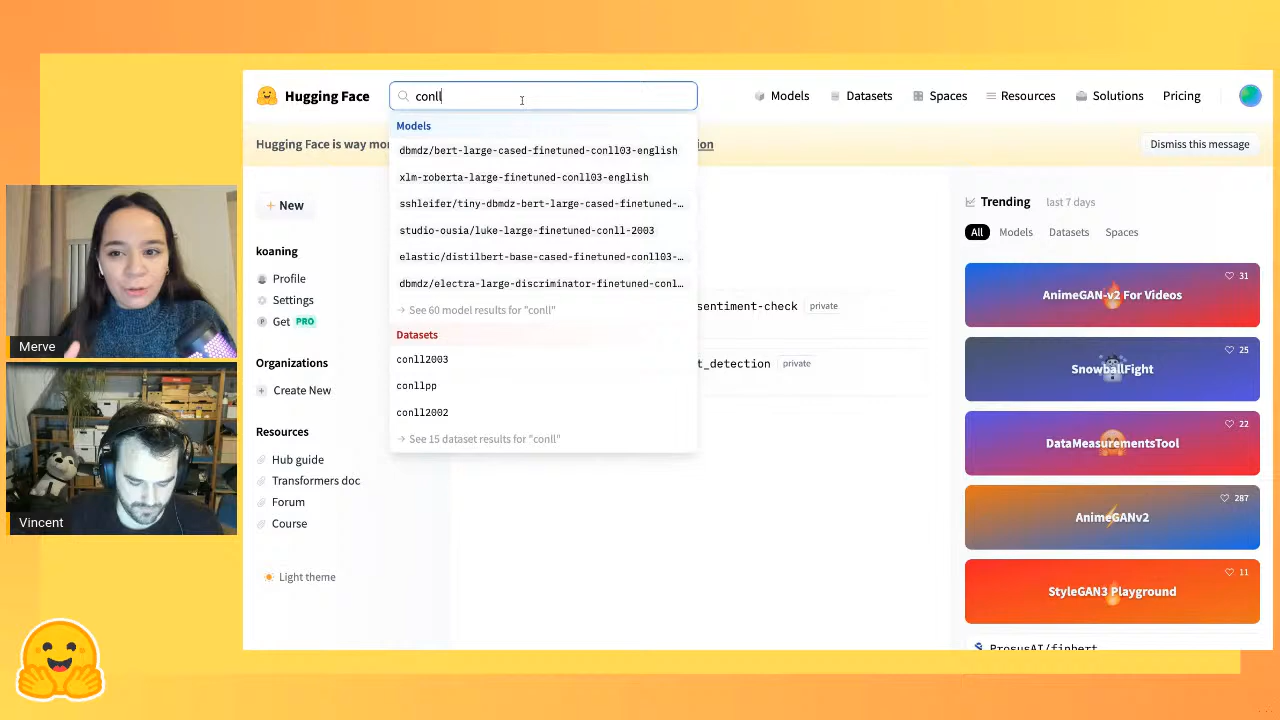 Hugging Face
conll
Models
Datasets
Spaces
Resources
Solutions
Pricing
Hugging Face is way mor
ion
Dismiss this message
Models
dbmdz/bert-large-cased-finetuned-conll03-english
xlm-roberta-large-finetuned-conll03-english
sshleifer/tiny-dbmdz-bert-large-cased-finetuned-…
studio-ousia/luke-large-finetuned-conll-2003
elastic/distilbert-base-cased-finetuned-conll03-…
dbmdz/electra-large-discriminator-finetuned-conl…
→ See 60 model results for "conll"
Datasets
conll2003
conllpp
conll2002
→ See 15 dataset results for "conll"
+ New
koaning
Profile
Settings
P Get PRO
Organizations
+ Create New
Resources
Hub guide
Transformers doc
Forum
Course
Light theme
sentiment-check private
t_detection private
Trending last 7 days
All Models Datasets Spaces
31
AnimeGAN-v2 For Videos
25
SnowballFight
22
DataMeasurementsTool
287
AnimeGANv2
11
StyleGAN3 Playground
ProsusAI/finbert
Merve
Vincent